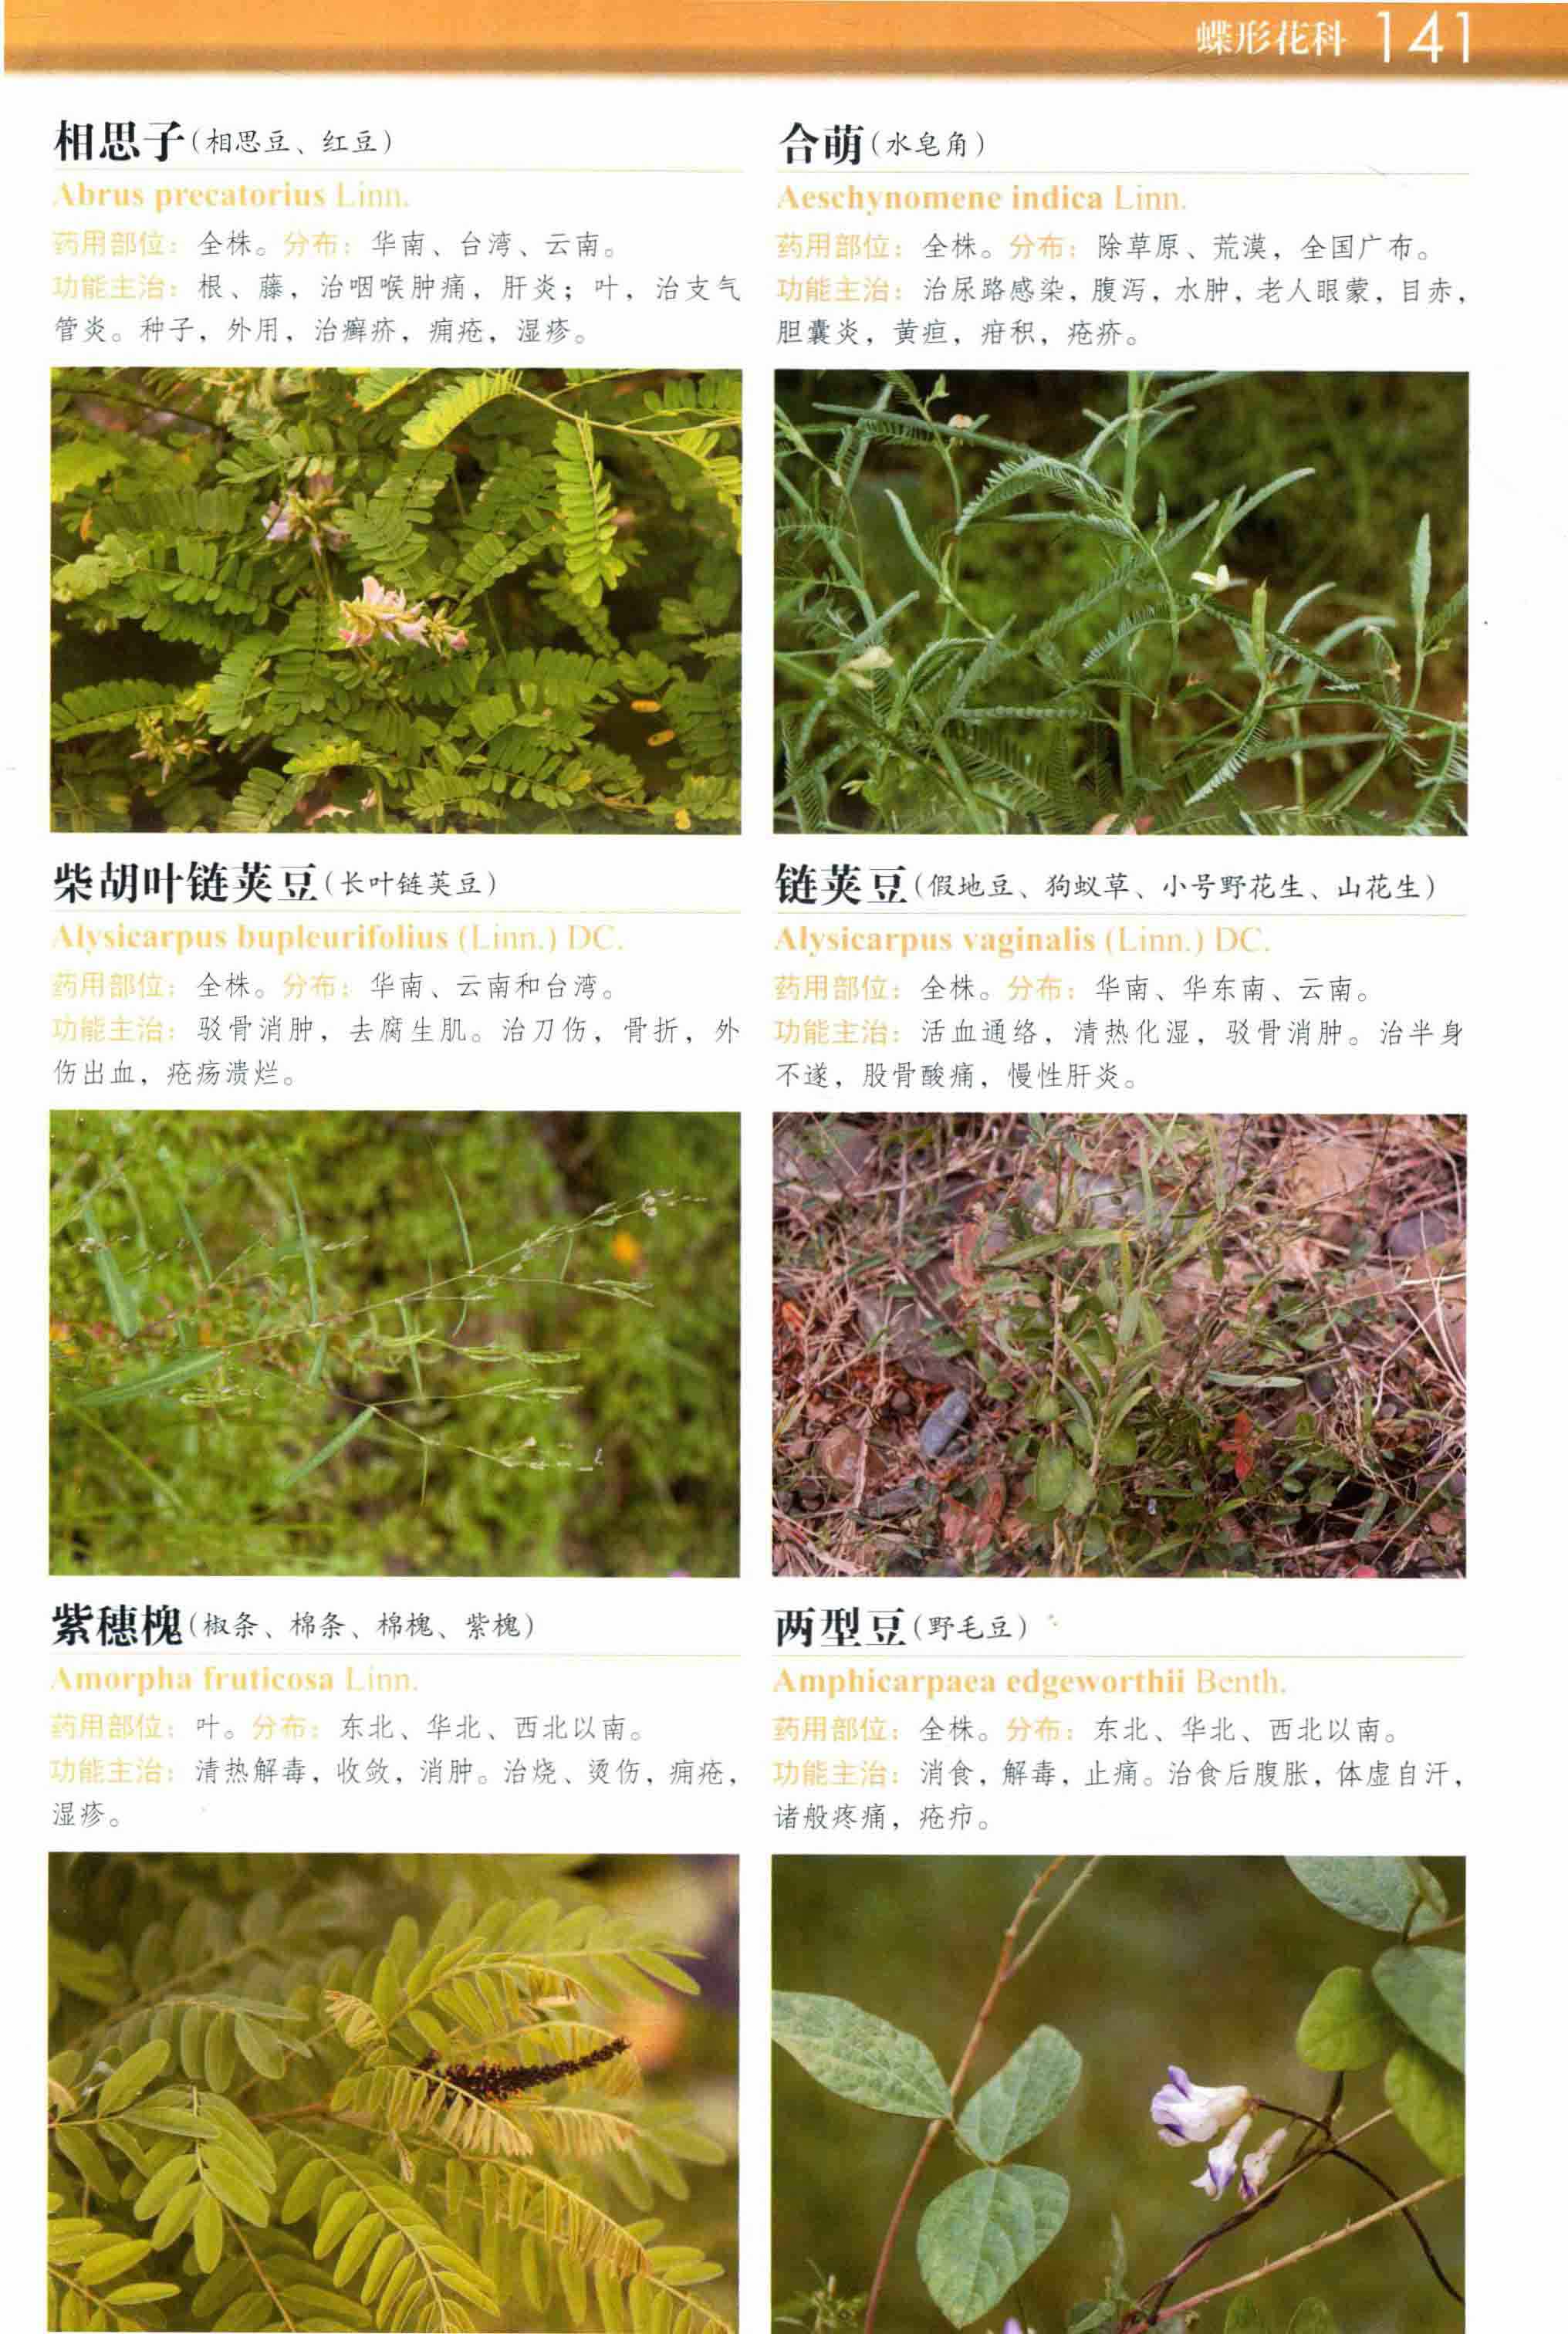 蝶形花科 141
相思子(相思豆、红豆)
Abrus precatorius Linn.
药用部位：全株。分布：华南、台湾、云南。
功能主治：根、藤，治咽喉肿痛，肝炎；叶，治支气
管炎。种子，外用，治癣疥，痈疮，湿疹。
合萌(水皂角)
Aeschynomene indica Linn.
药用部位：全株。分布：除草原、荒漠，全国广布。
功能主治：治尿路感染，腹泻，水肿，老人眼蒙，目赤，
胆囊炎，黄疸，疳积，疮疥。
柴胡叶链荚豆(长叶链荚豆)
Alysicarpus bupleurifolius (Linn.) DC.
药用部位：全株。分布：华南、云南和台湾。
功能主治：驳骨消肿，去腐生肌。治刀伤，骨折，外
伤出血，疮疡溃烂。
链荚豆(假地豆、狗蚁草、小号野花生、山花生)
Alysicarpus vaginalis (Linn.) DC.
药用部位：全株。分布：华南、华东南、云南。
功能主治：活血通络，清热化湿，驳骨消肿。治半身
不遂，股骨酸痛，慢性肝炎。
紫穗槐(椒条、棉条、棉槐、紫槐)
Amorpha fruticosa Linn.
药用部位：叶。分布：东北、华北、西北以南。
功能主治：清热解毒，收敛，消肿。治烧、烫伤，痈疮，
湿疹。
两型豆(野毛豆)
Amphicarpaea edgeworthii Benth.
药用部位：全株。分布：东北、华北、西北以南。
功能主治：消食，解毒，止痛。治食后腹胀，体虚自汗，
诸般疼痛，疮疖。